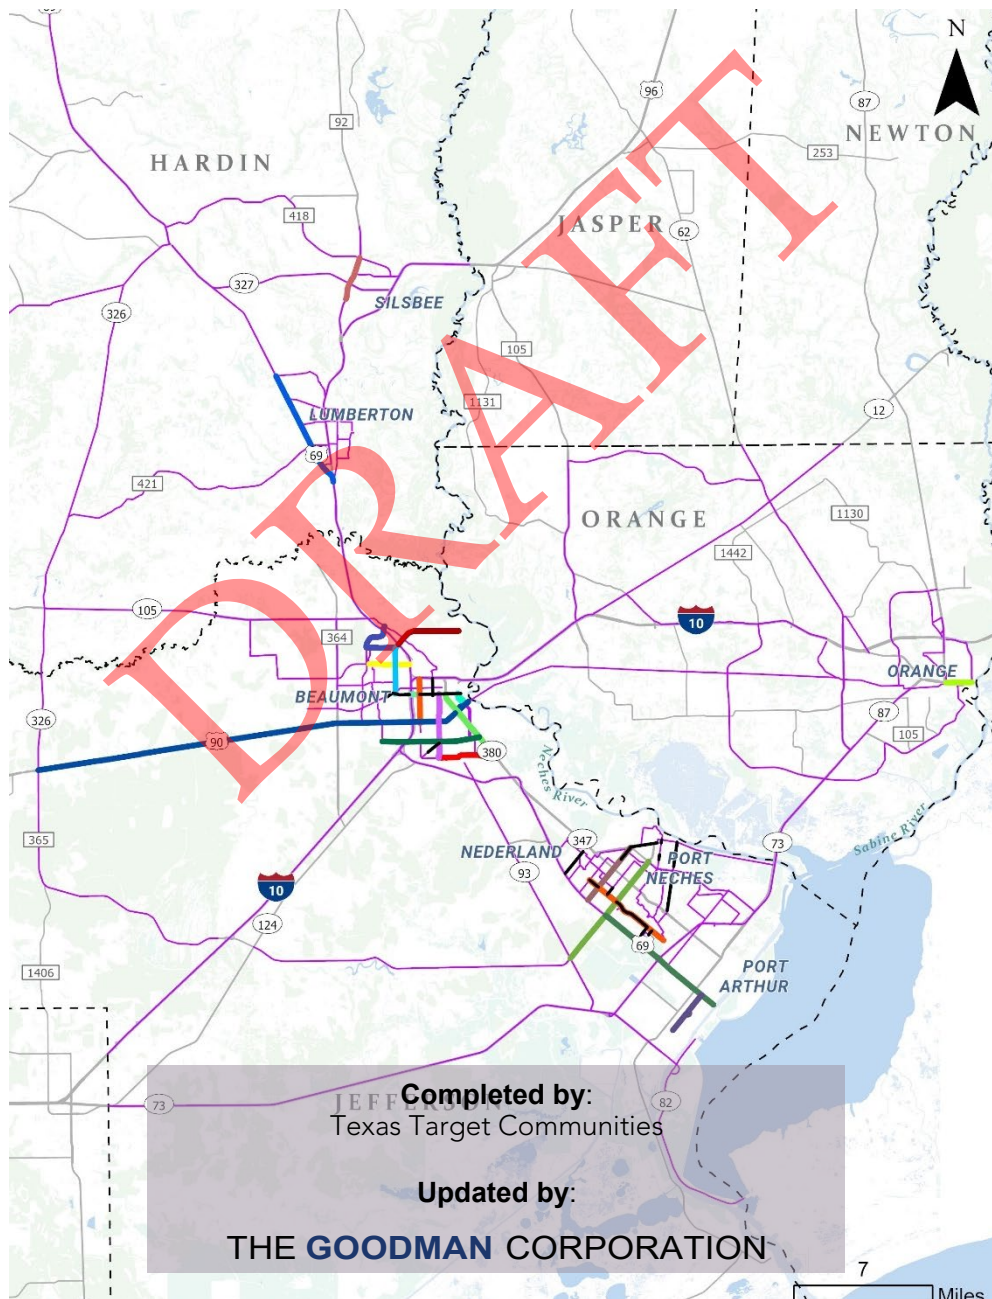 69
N
96
87
NEWTON
92
253
HARDIN
418
JASPER
62
327
SILSBEE
326
105
1131
12
LUMBERTON
69
421
ORANGE
1130
1442
105
10
364
ORANGE
BEAUMONT
326
87
90
105
380
Neches River
Sabine River
365
347
73
NEDERLAND
PORT
NECHES
93
10
124
69
1406
PORT
ARTHUR
DRAFT
73
JEFFERSON
82
Completed by:
Texas Target Communities
Updated by:
THE GOODMAN CORPORATION
7
Miles